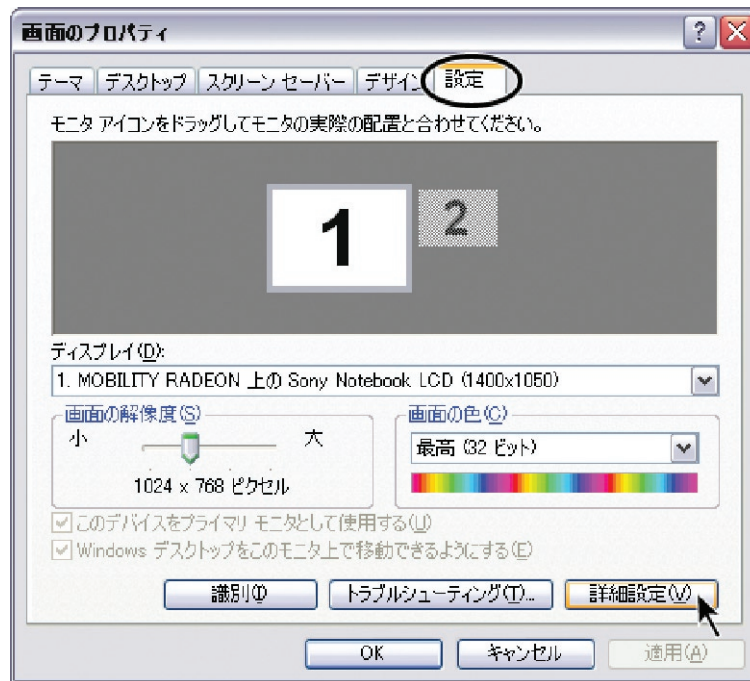 画面のプロパティ
テーマ デスクトップ スクリーン セーバー デザイン 設定
モニタ アイコンをドラッグしてモニタの実際の配置と合わせてください。
1 2
ディスプレイ(D):
1. MOBILITY RADEON 上の Sony Notebook LCD (1400x1050)
画面の解像度(S) 画面の色(C)
小 大 最高 (32 ビット)
1024 x 768 ピクセル
このデバイスをプライマリ モニタとして使用する(U)
Windows デスクトップをこのモニタ上で移動できるようにする(E)
識別(I) トラブルシューティング(T)... 詳細設定(V)
OK キャンセル 適用(A)